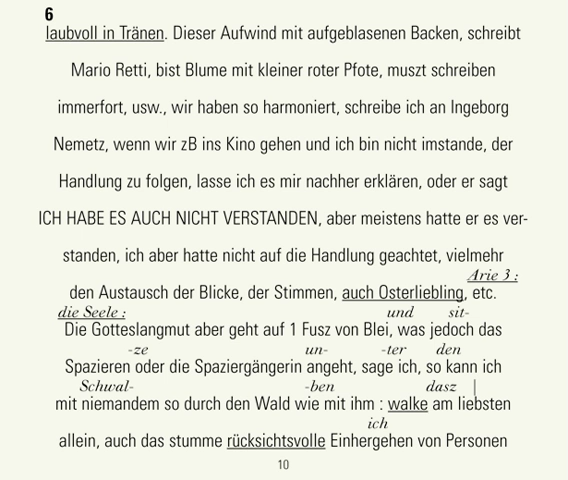 6
laubvoll in Tränen. Dieser Aufwind mit aufgeblasenen Backen, schreibt
Mario Retti, bist Blume mit kleiner roter Pfote, muszt schreiben
immerfort, usw., wir haben so harmoniert, schreibe ich an Ingeborg
Nemetz, wenn wir zB ins Kino gehen und ich bin nicht imstande, der
Handlung zu folgen, lasse ich es mir nachher erklären, oder er sagt
ICH HABE ES AUCH NICHT VERSTANDEN, aber meistens hatte er es ver-
standen, ich aber hatte nicht auf die Handlung geachtet, vielmehr
Arie 3 :
den Austausch der Blicke, der Stimmen, auch Osterliebling, etc.
die Seele : und sit-
Die Gotteslangmut aber geht auf 1 Fusz von Blei, was jedoch das
-ze un- -ter den
Spazieren oder die Spaziergängerin angeht, sage ich, so kann ich
Schwal- -ben dasz |
mit niemandem so durch den Wald wie mit ihm : walke am liebsten
ich
allein, auch das stumme rücksichtsvolle Einhergehen von Personen
10